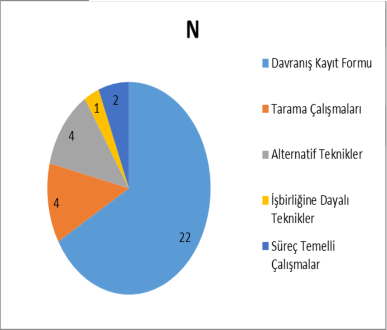 N
Davranış Kayıt Formu
Tarama Çalışmaları
Alternatif Teknikler
İşbirliğine Dayalı
Teknikler
Süreç Temelli
Çalışmalar
2
1
4
4
22